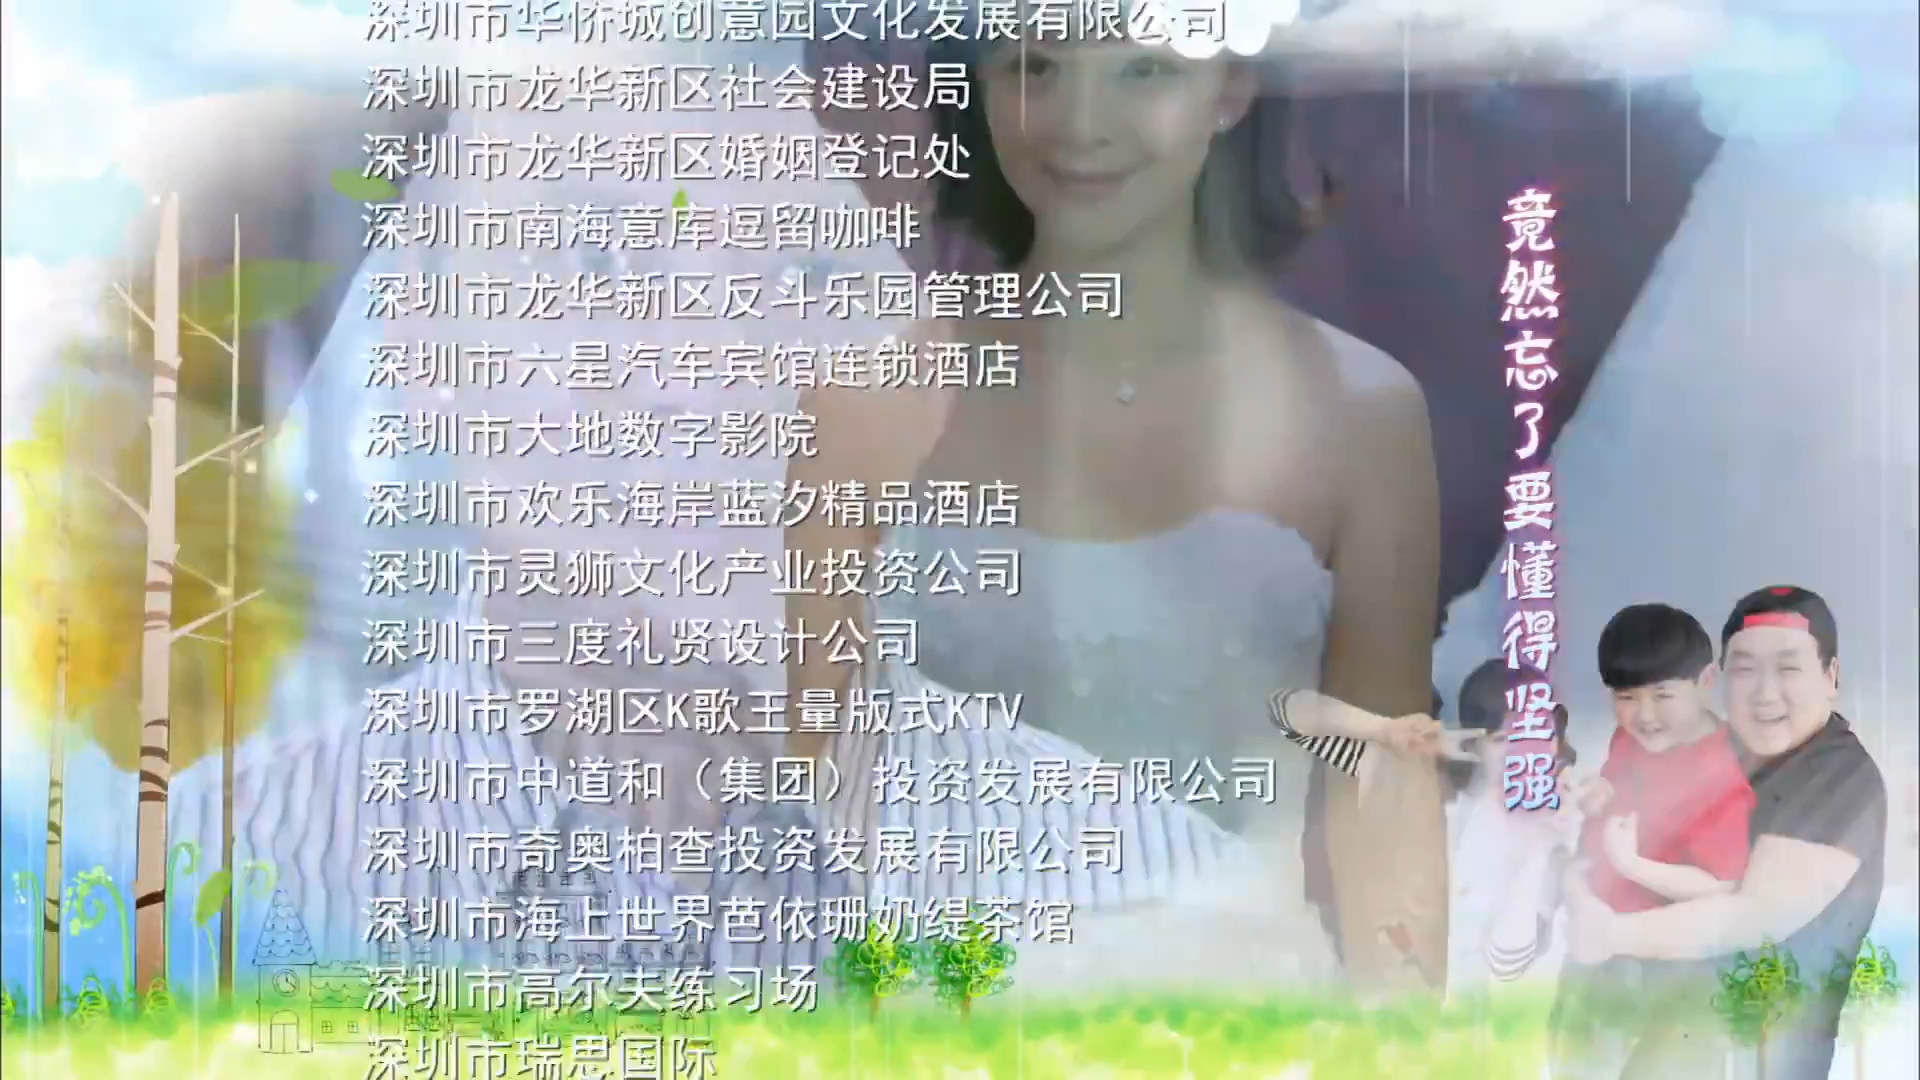 深圳市华侨城创意园文化发展有限公司
深圳市龙华新区社会建设局
深圳市龙华新区婚姻登记处
深圳市南海意库逗留咖啡
深圳市龙华新区反斗乐园管理公司
深圳市六星汽车宾馆连锁酒店
深圳市大地数字影院
深圳市欢乐海岸蓝汐精品酒店
深圳市灵狮文化产业投资公司
深圳市三度礼贤设计公司
深圳市罗湖区K歌王量版式KTV
深圳市中道和（集团）投资发展有限公司
深圳市奇奥柏查投资发展有限公司
深圳市海上世界芭依珊奶缇茶馆
深圳市高尔夫练习场
深圳市瑞思国际
竟然忘了要懂得坚强